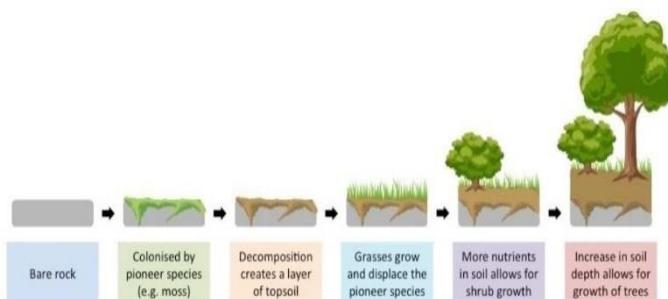 Bare rock
Colonised by
pioneer species
(e.g. moss)
Decomposition
creates a layer
of topsoil
Grasses grow
and displace the
pioneer species
More nutrients
in soil allows for
shrub growth
Increase in soil
depth allows for
growth of trees